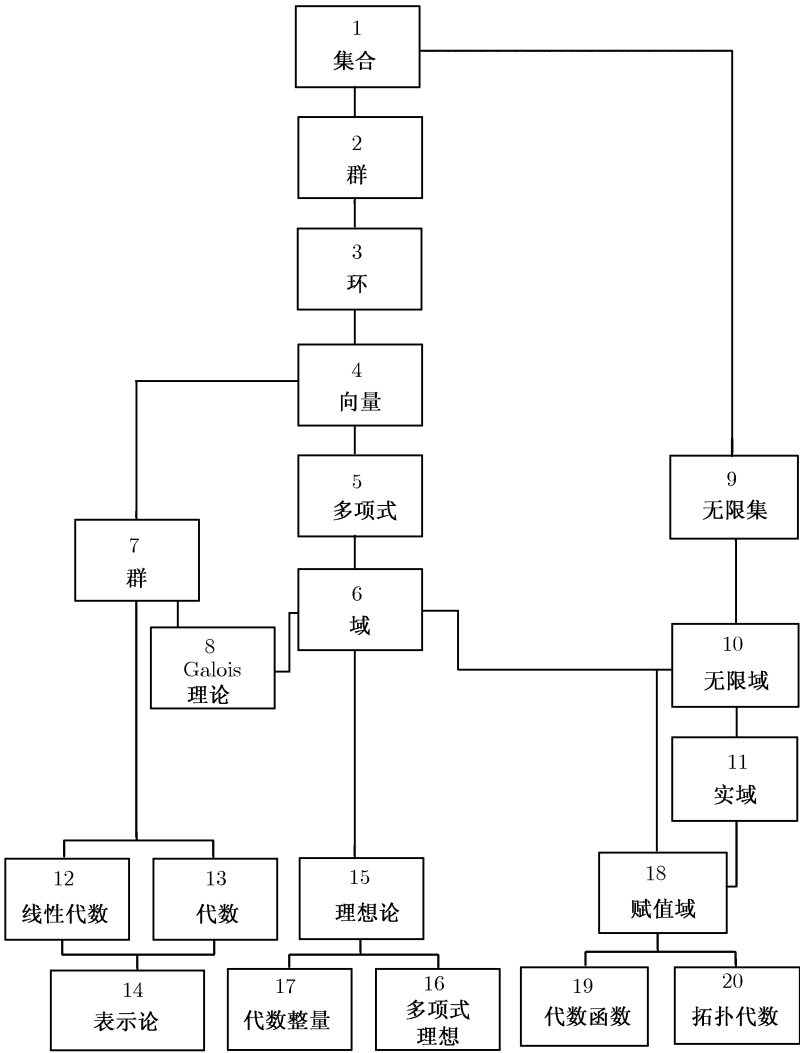 1
集合
2
群
3
环
4
向量
5
多项式
9
无限集
7
群
6
域
8
Galois
理论
10
无限域
11
实域
12
线性代数
13
代数
15
理想论
18
赋值域
14
表示论
17
代数整量
16
多项式
理想
19
代数函数
20
拓扑代数